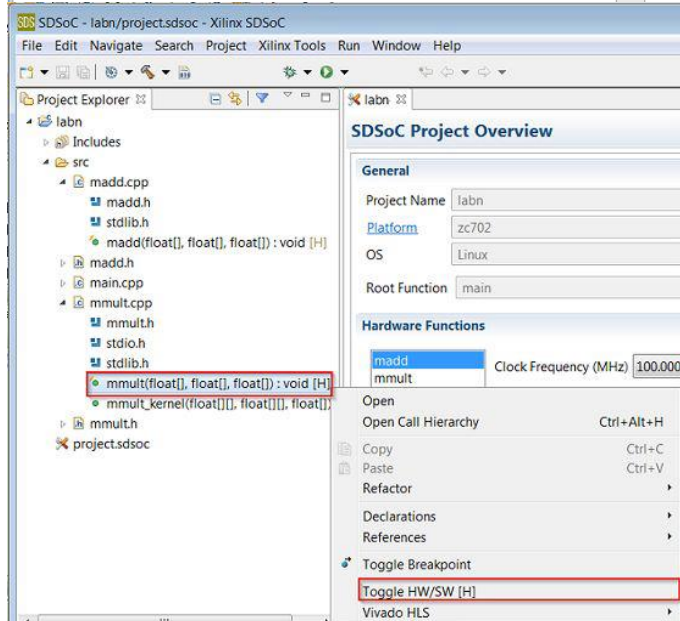 SDSoC - labn/project.sdsoc - Xilinx SDSoC
File Edit Navigate Search Project Xilinx Tools Run Window Help
Project Explorer
labn
labn
Includes
src
madd.cpp
madd.h
stdlib.h
madd(float[], float[], float[]) : void [H]
madd.h
main.cpp
mmult.cpp
mmult.h
stdio.h
stdlib.h
mmult(float[], float[], float[]) : void [H]
mmult_kernel(float[][], float[][], float[])
mmult.h
project.sdsoc
SDSoC Project Overview
General
Project Name labn
Platform zc702
OS Linux
Root Function main
Hardware Functions
madd
mmult
Clock Frequency (MHz) 100.000
Open
Open Call Hierarchy Ctrl+Alt+H
Copy Ctrl+C
Paste Ctrl+V
Refactor
Declarations
References
Toggle Breakpoint
Toggle HW/SW [H]
Vivado HLS